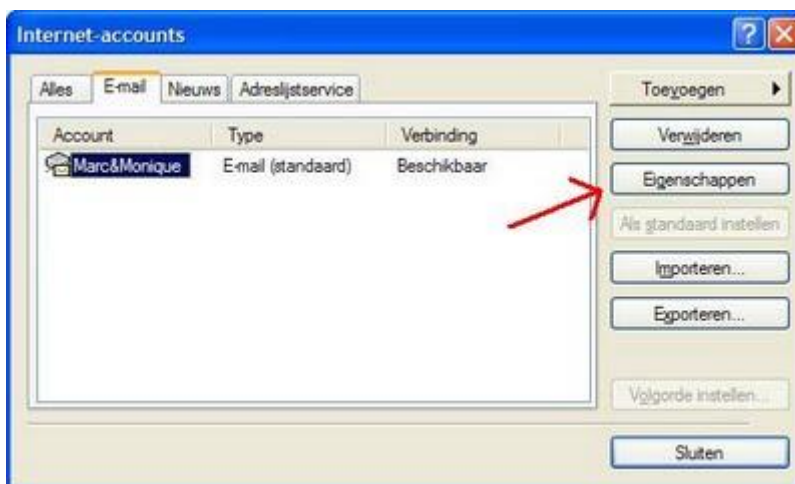 Internet-accounts
Alles E-mail Nieuws Adreslijstservice
Account Type Verbinding
Marc&Monique E-mail (standaard) Beschikbaar
Toevoegen
Verwijderen
Eigenschappen
Als standaard instellen
Importeren...
Exporteren...
Volgorde instellen...
Sluiten